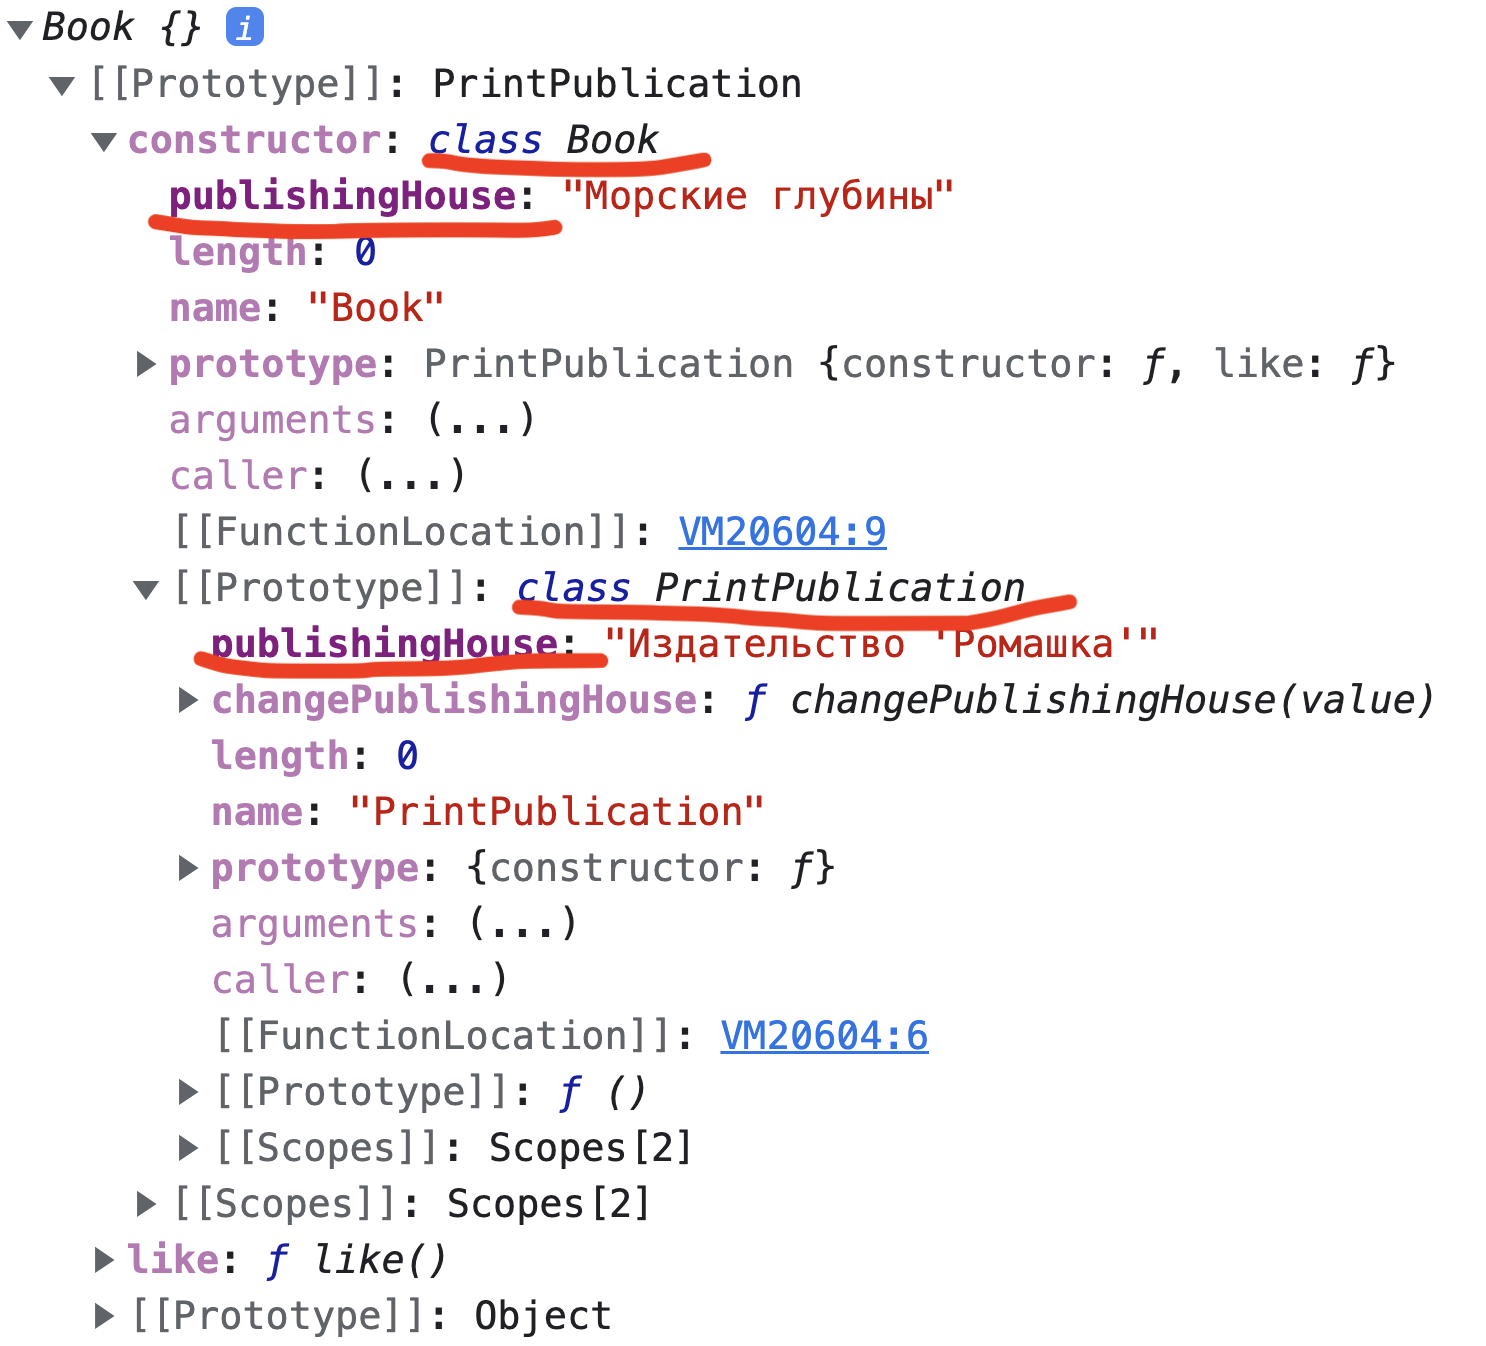 Book {} i
[[Prototype]]: PrintPublication
constructor: class Book
publishingHouse: "Морские глубины"
length: 0
name: "Book"
prototype: PrintPublication {constructor: ƒ, like: ƒ}
arguments: (...)
caller: (...)
[[FunctionLocation]]: VM20604:9
[[Prototype]]: class PrintPublication
publishingHouse: "Издательство 'Ромашка'"
changePublishingHouse: ƒ changePublishingHouse(value)
length: 0
name: "PrintPublication"
prototype: {constructor: ƒ}
arguments: (...)
caller: (...)
[[FunctionLocation]]: VM20604:6
[[Prototype]]: ƒ ()
[[Scopes]]: Scopes[2]
[[Scopes]]: Scopes[2]
like: ƒ like()
[[Prototype]]: Object